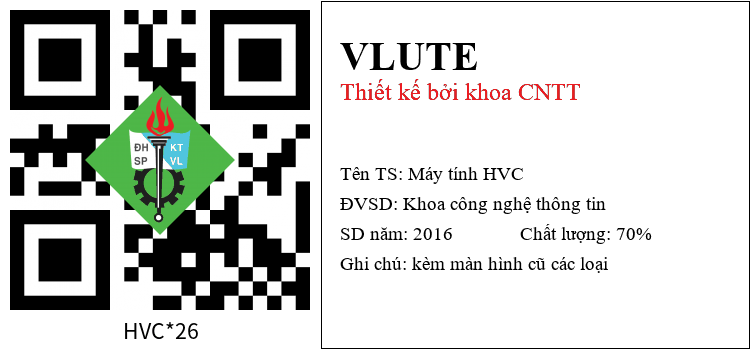 ĐH KT
SP VL
HVC*26
VLUTE
Thiết kế bởi khoa CNTT
Tên TS: Máy tính HVC
ĐVSD: Khoa công nghệ thông tin
SD năm: 2016 Chất lượng: 70%
Ghi chú: kèm màn hình cũ các loại